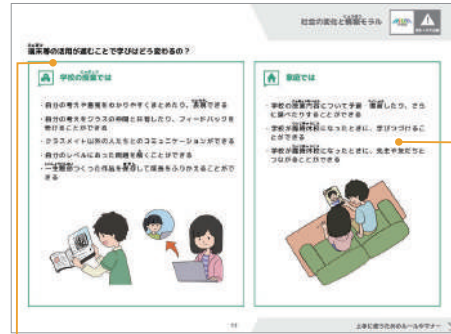 社会の変化と情報モラル
端末等の活用が進むことで学びはどう変わるの？
学校の授業では
・自分の考えや意見をわかりやすくまとめたり、表現できる
・自分の考えをクラスの仲間と共有したり、フィードバックを
受けることができる
・クラスメイト以外の人たちとのコミュニケーションができる
・自分のレベルにあった問題を解くことができる
・一生懸命つくった作品を保存して成長をふりかえることがで
きる
家庭では
・学校の授業内容について予習・復習したり、さら
に調べたりすることができる
・学校が臨時休校になったときに、学びつづけるこ
とができる
・学校が臨時休校になったときに、先生や友だちと
つながることができる
上手に使うためのルールやマナー